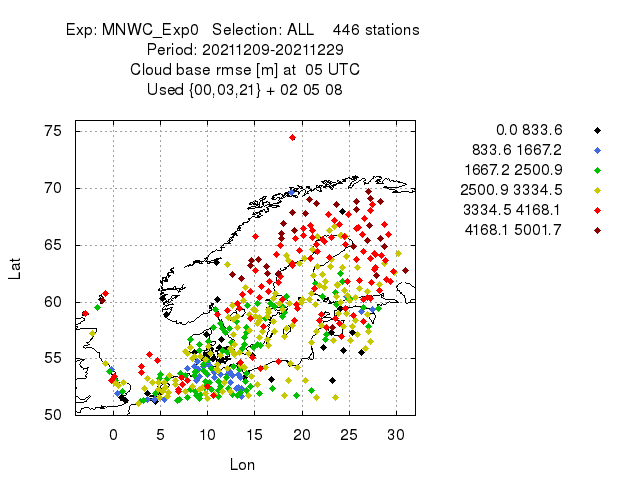 Exp: MNWC_Exp0 Selection: ALL 446 stations
Period: 20211209-20211229
Cloud base rmse [m] at 05 UTC
Used {00,03,21} + 02 05 08
0.0 833.6
833.6 1667.2
1667.2 2500.9
2500.9 3334.5
3334.5 4168.1
4168.1 5001.7
75
70
65
60
55
50
Lat
0 5 10 15 20 25 30
Lon